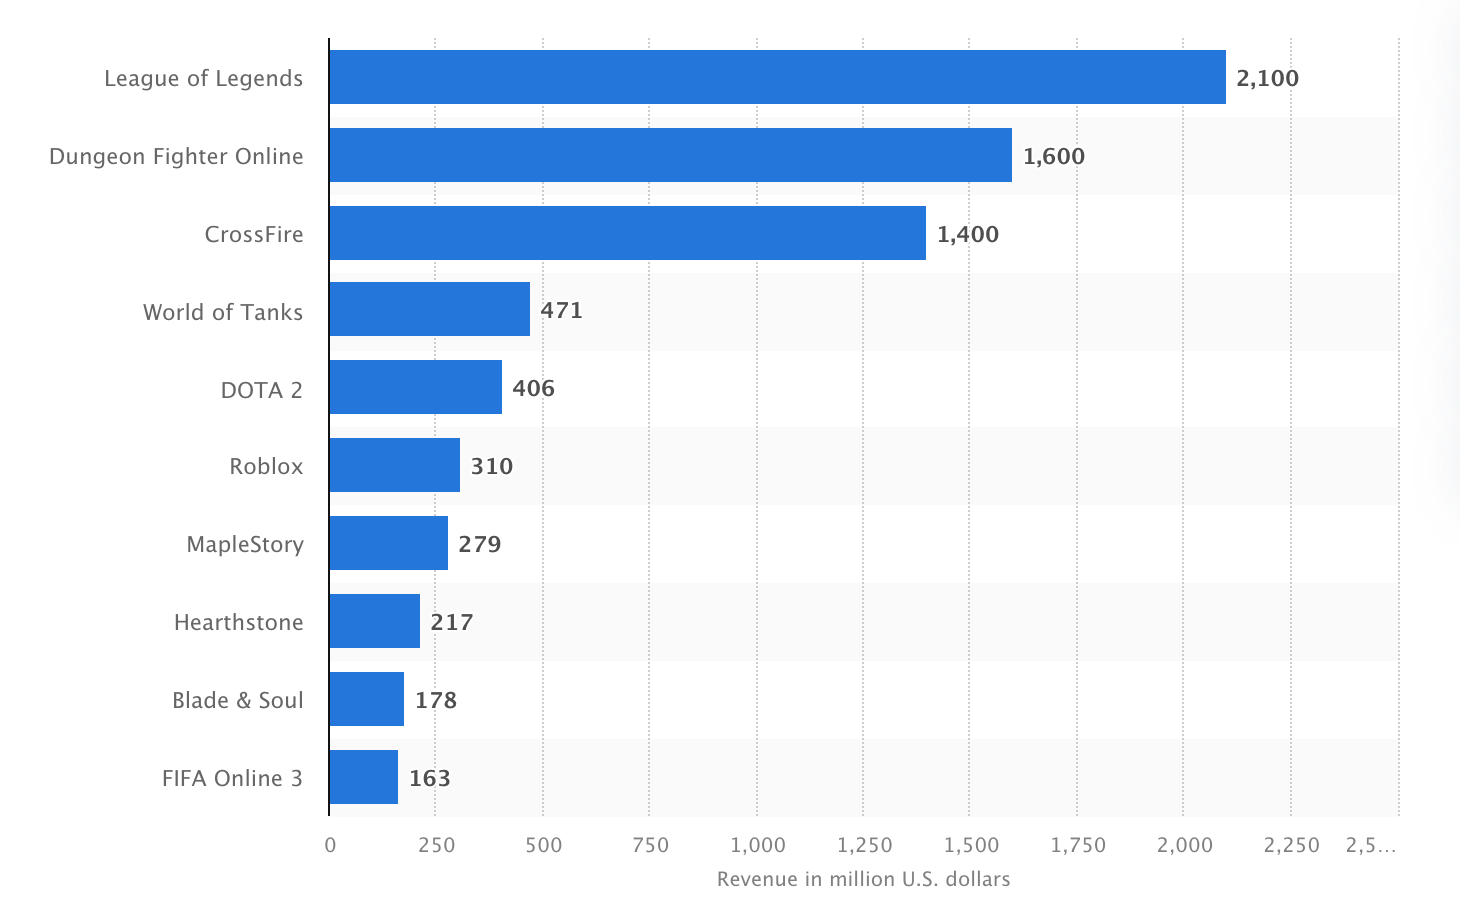 League of Legends 2,100
Dungeon Fighter Online 1,600
CrossFire 1,400
World of Tanks 471
DOTA 2 406
Roblox 310
MapleStory 279
Hearthstone 217
Blade & Soul 178
FIFA Online 3 163
0 250 500 750 1,000 1,250 1,500 1,750 2,000 2,250 2,5...
Revenue in million U.S. dollars